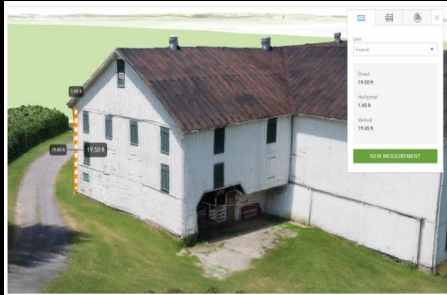 Unit
Imperial
Direct
19.50 ft
Horizontal
1.40 ft
Vertical
19.45 ft
NEW MEASUREMENT
1.40 ft
19.45 ft
19.50 ft